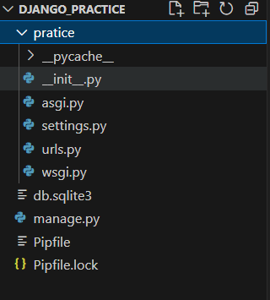 DJANGO_PRACTICE
pratice
__pycache__
__init__.py
asgi.py
settings.py
urls.py
wsgi.py
db.sqlite3
manage.py
Pipfile
{} Pipfile.lock